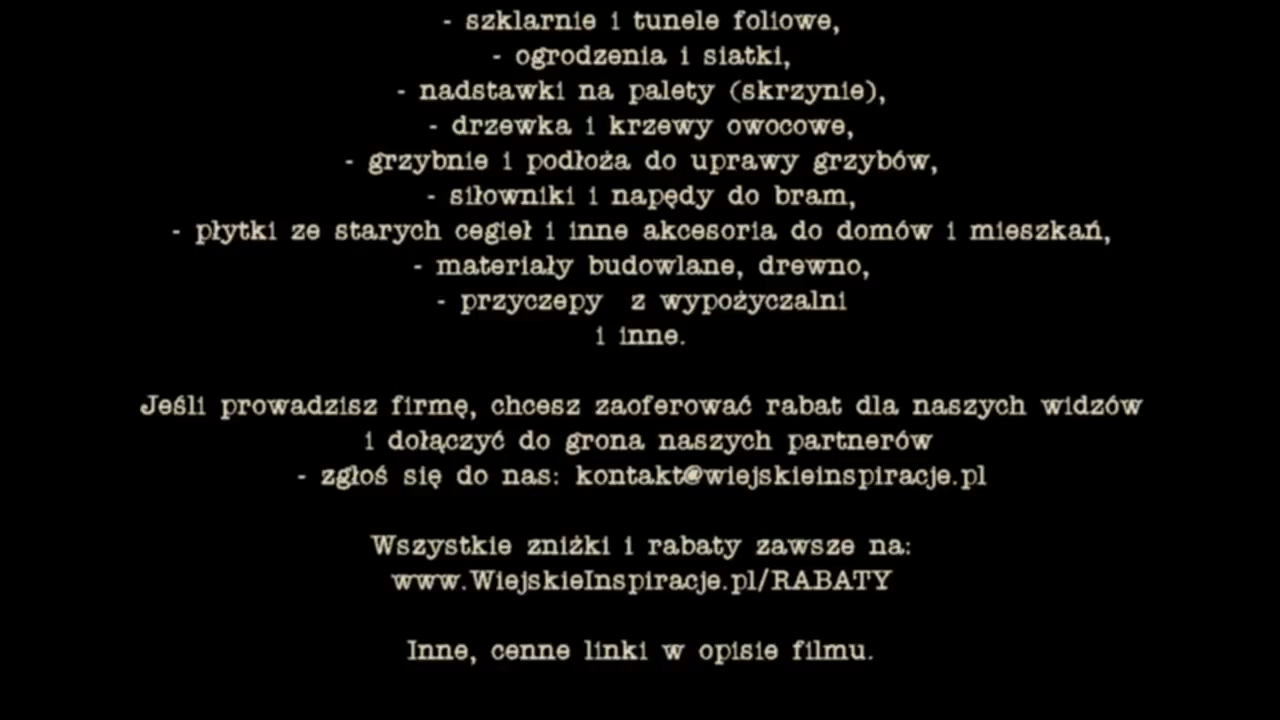 - szklarnie i tunele foliowe,
- ogrodzenia i siatki,
- nadstawki na palety (skrzynie),
- drzewka i krzewy owocowe,
- grzybnie i podłoża do uprawy grzybów,
- siłowniki i napędy do bram,
- płytki ze starych cegieł i inne akcesoria do domów i mieszkań,
- materiały budowlane, drewno,
- przyczepy  z wypożyczalni
i inne.
Jeśli prowadzisz firmę, chcesz zaoferować rabat dla naszych widzów
i dołączyć do grona naszych partnerów
- zgłoś się do nas: kontakt@wiejskieinspiracje.pl
Wszystkie zniżki i rabaty zawsze na:
www.WiejskieInspiracje.pl/RABATY
Inne, cenne linki w opisie filmu.